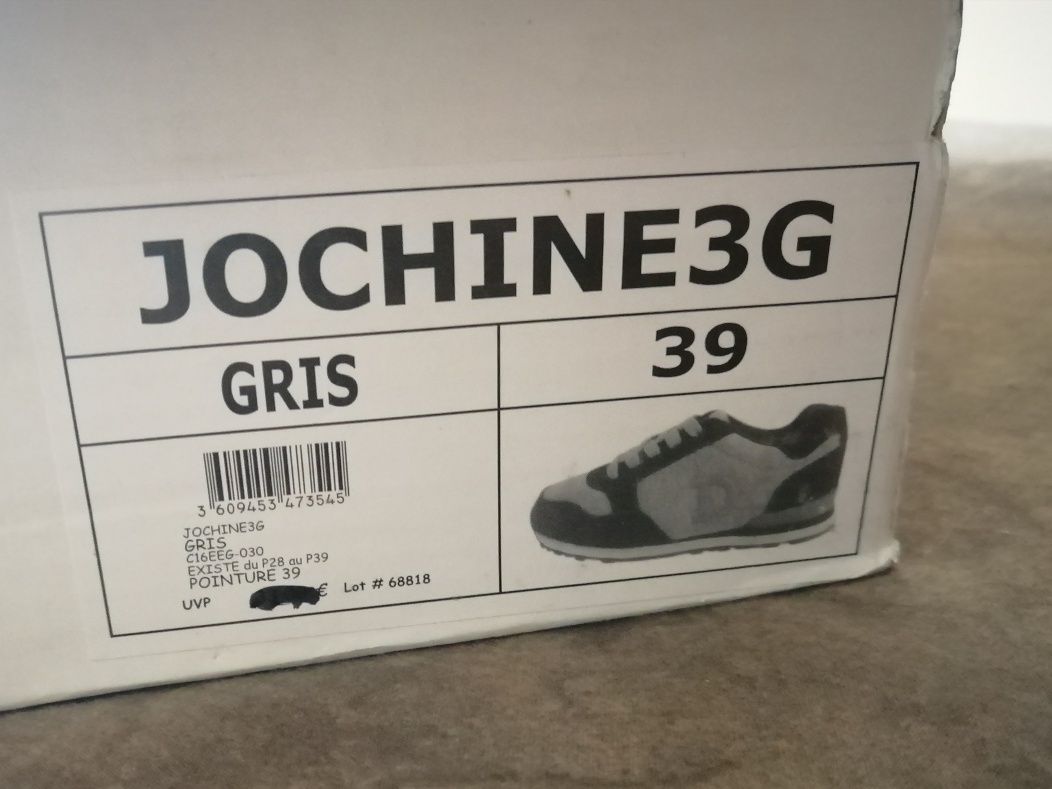 JOCHINE3G
GRIS
39
3 609453 473545
JOCHINE3G
GRIS
C16EEG-030
EXISTE du P28 au P39
POINTURE 39
UVP € Lot # 68818
D